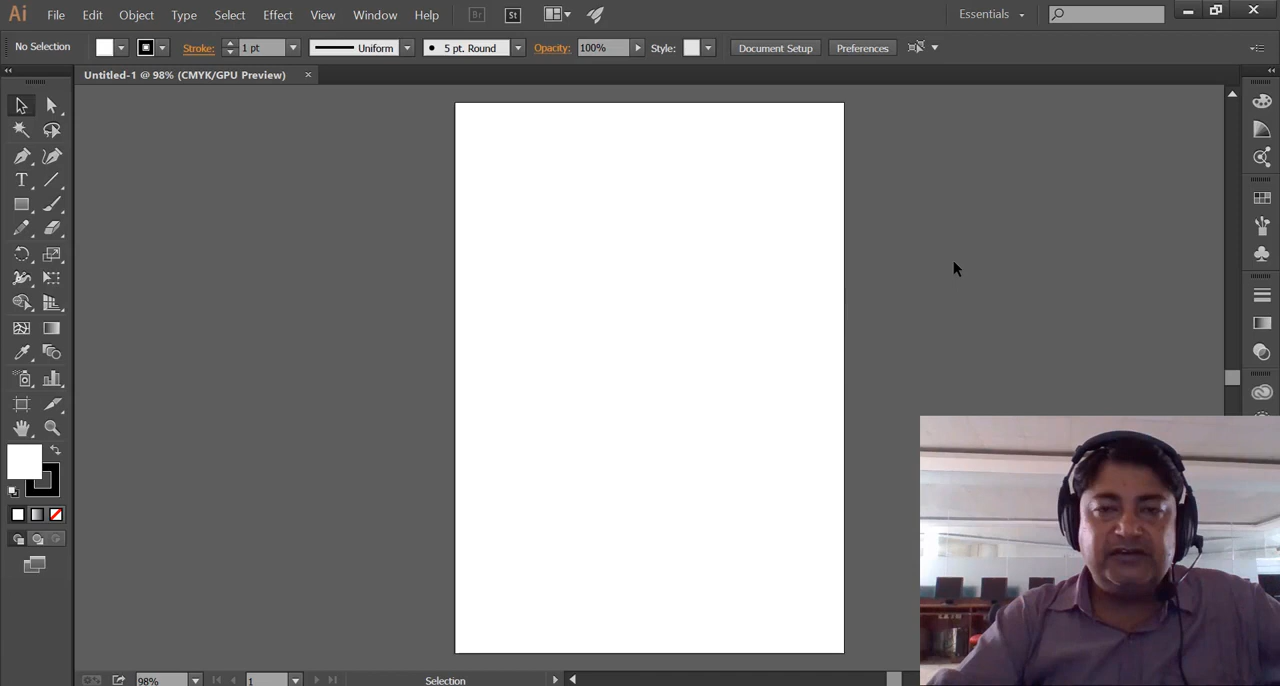 Ai File Edit Object Type Select Effect View Window Help Br St Essentials
No Selection Stroke: 1 pt Uniform 5 pt. Round Opacity: 100% Style: Document Setup Preferences
Untitled-1 @ 98% (CMYK/GPU Preview) ×
T
98% 1 Selection